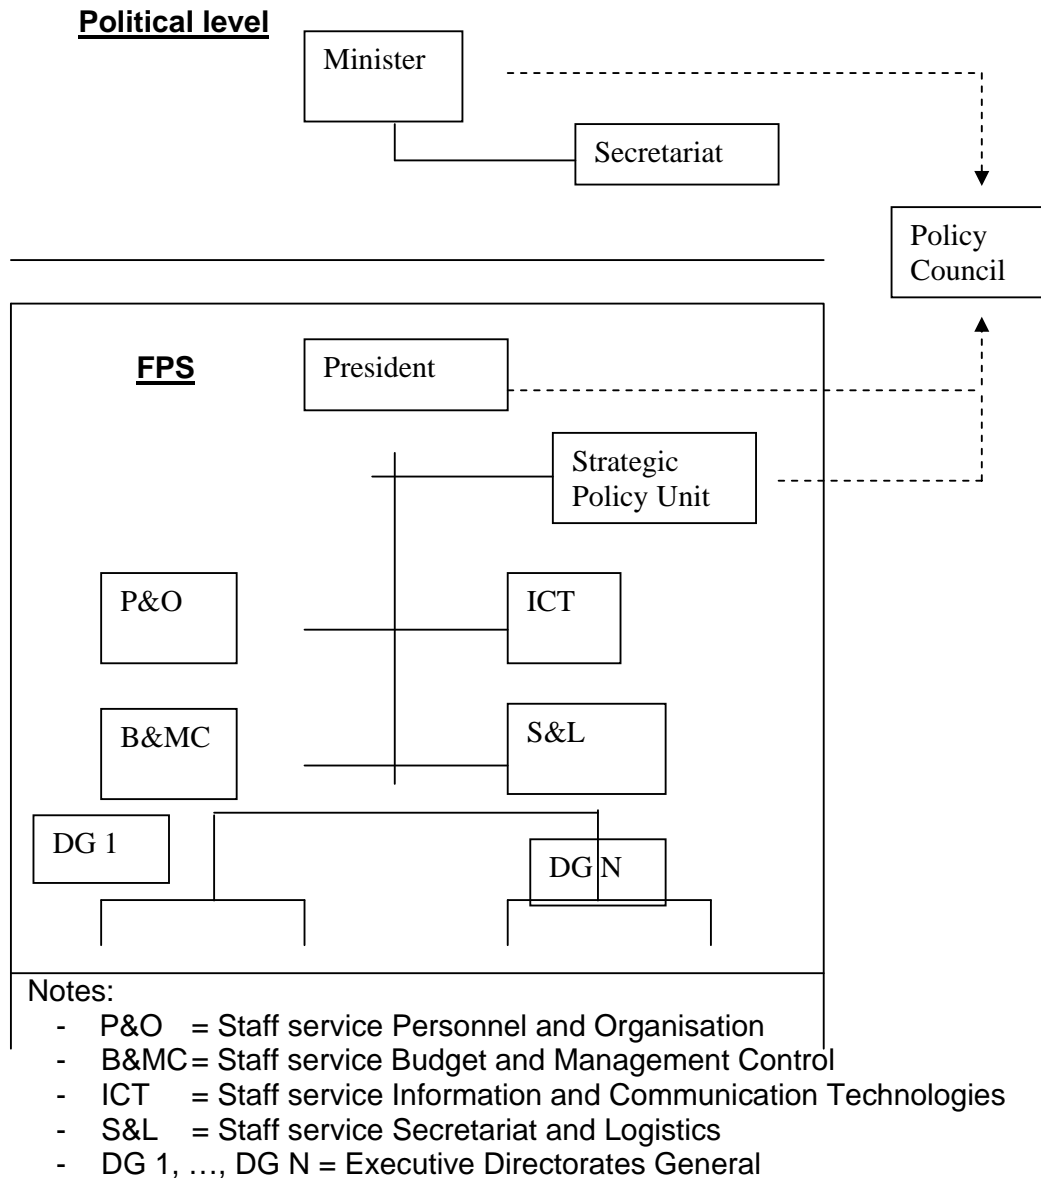 Political level
Minister
Secretariat
Policy
Council
FPS
President
Strategic
Policy Unit
P&O
ICT
B&MC
S&L
DG 1
DG N
Notes:
- P&O = Staff service Personnel and Organisation
- B&MC= Staff service Budget and Management Control
- ICT = Staff service Information and Communication Technologies
- S&L = Staff service Secretariat and Logistics
- DG 1, …, DG N = Executive Directorates General